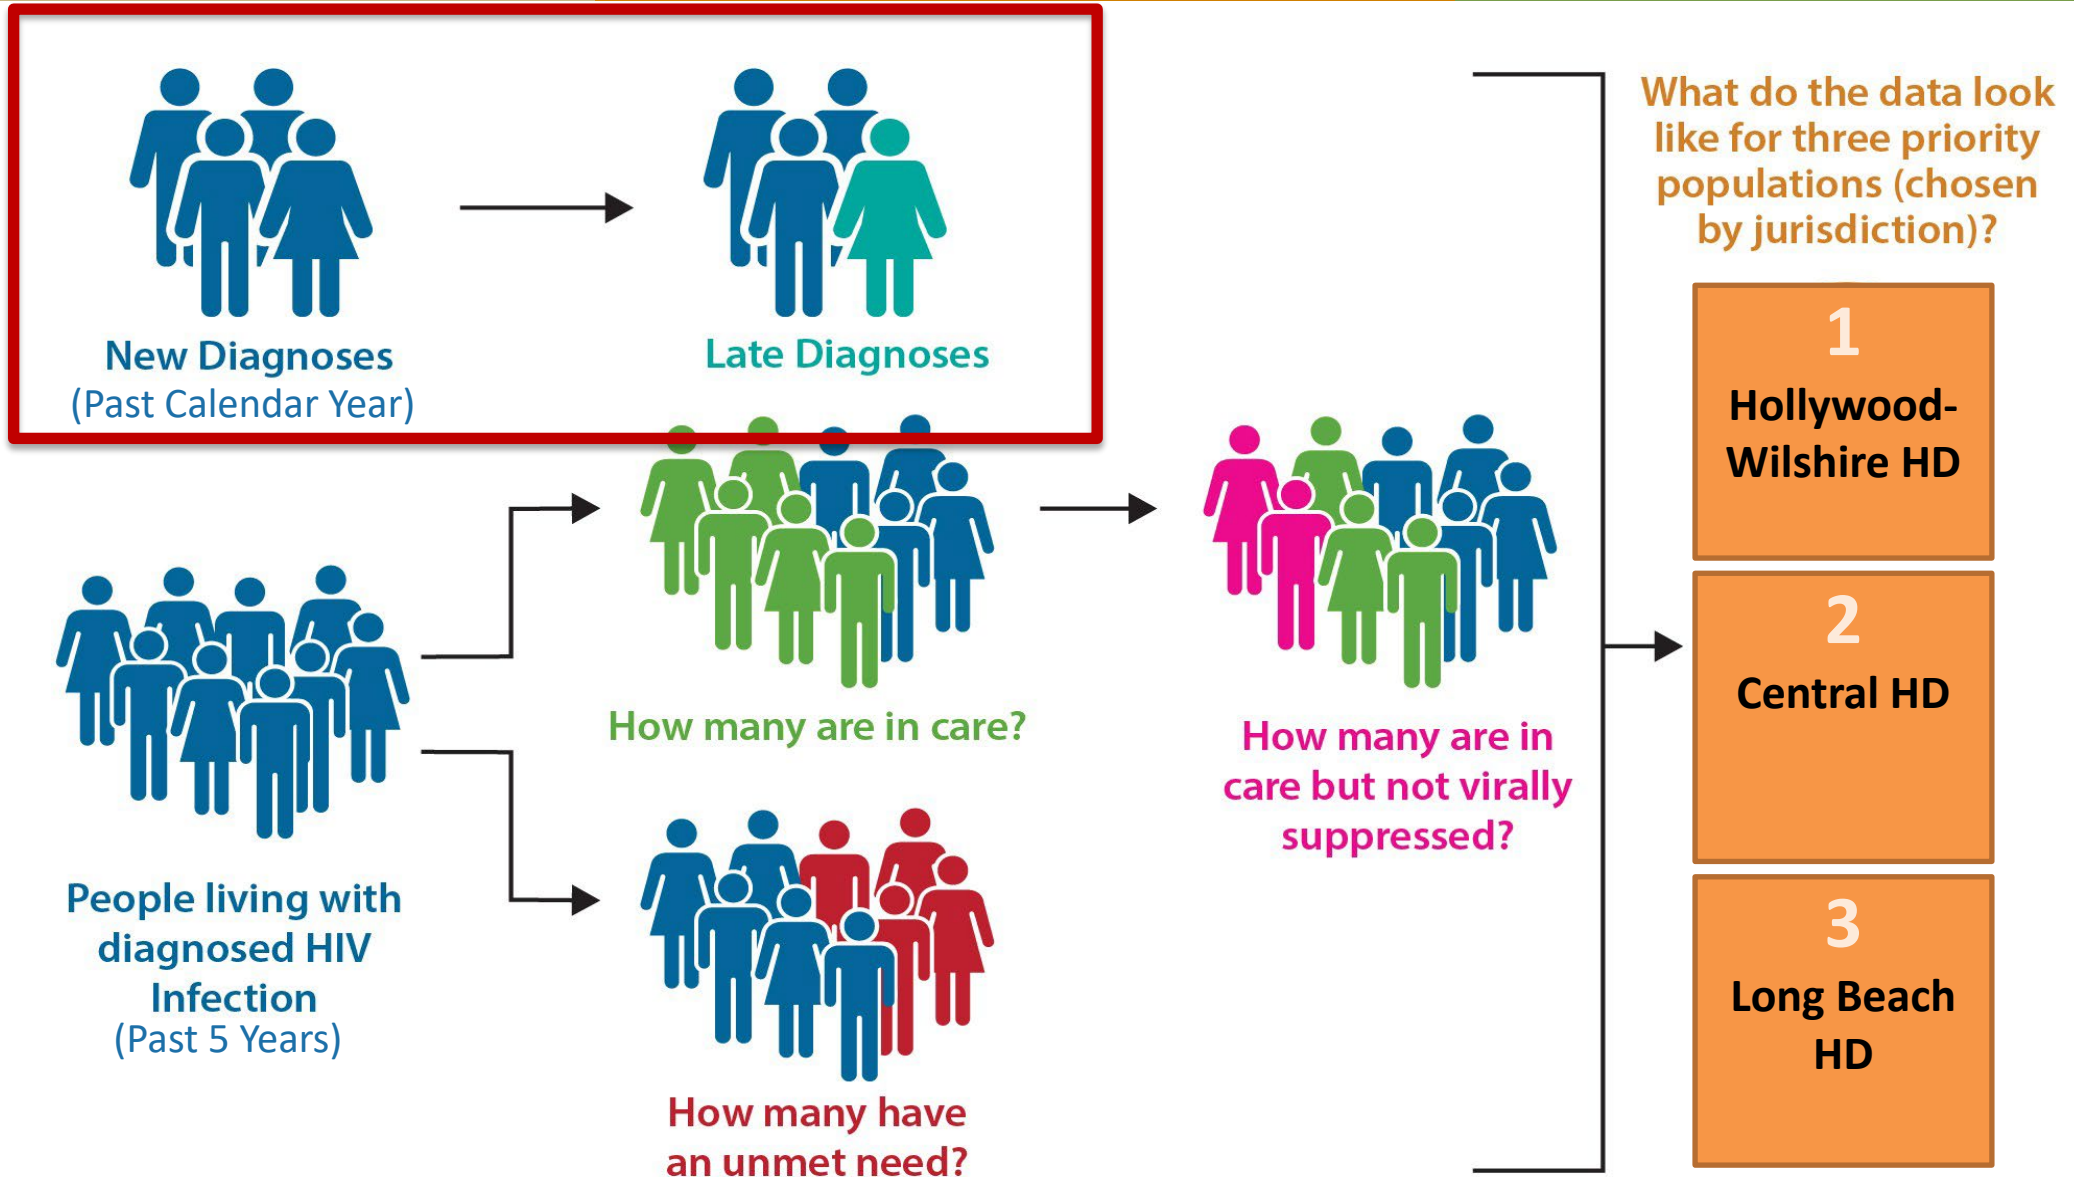 New Diagnoses
(Past Calendar Year)
Late Diagnoses
People living with
diagnosed HIV
Infection
(Past 5 Years)
How many are in care?
How many have
an unmet need?
How many are in
care but not virally
suppressed?
What do the data look
like for three priority
populations (chosen
by jurisdiction)?
1
Hollywood-
Wilshire HD
2
Central HD
3
Long Beach
HD